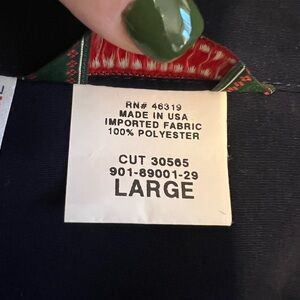 RN# 46319
MADE IN USA
IMPORTED FABRIC
100% POLYESTER
CUT 30565
901-89001-29
LARGE